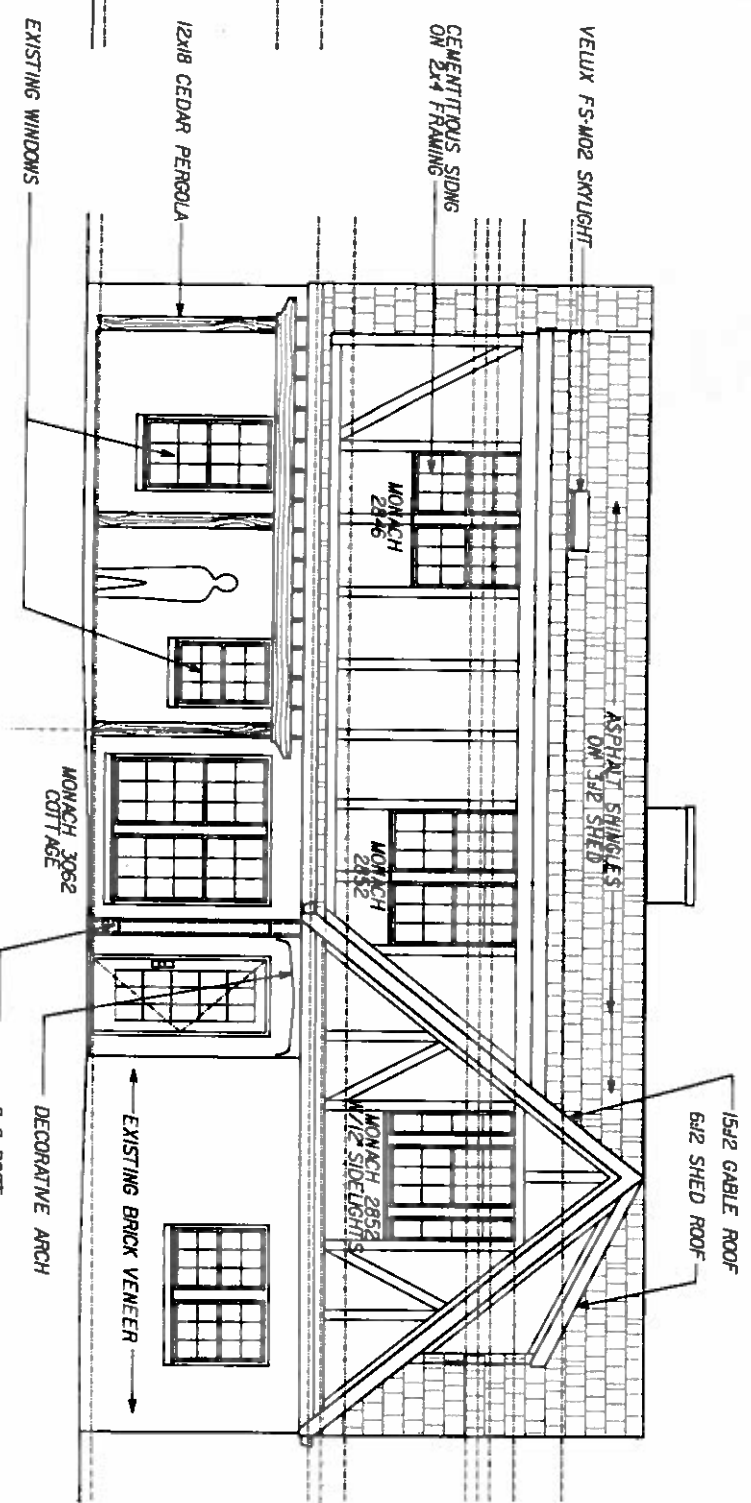 VELUX FS-M02 SKYLIGHT
CEMENTITIOUS SIDNG
ON 2x4 FRAMING
12x18 CEDAR PERGOLA
EXISTING WINDOWS
ASPHALT SHINGLES
ON 3:12 SHED
15:12 GABLE ROOF
6:12 SHED ROOF
MONACH
2846
MONACH
2852
MONACH 2852
W/12" SIDELIGHTS
MONACH 3062
COTTAGE
EXISTING BRICK VENEER
DECORATIVE ARCH